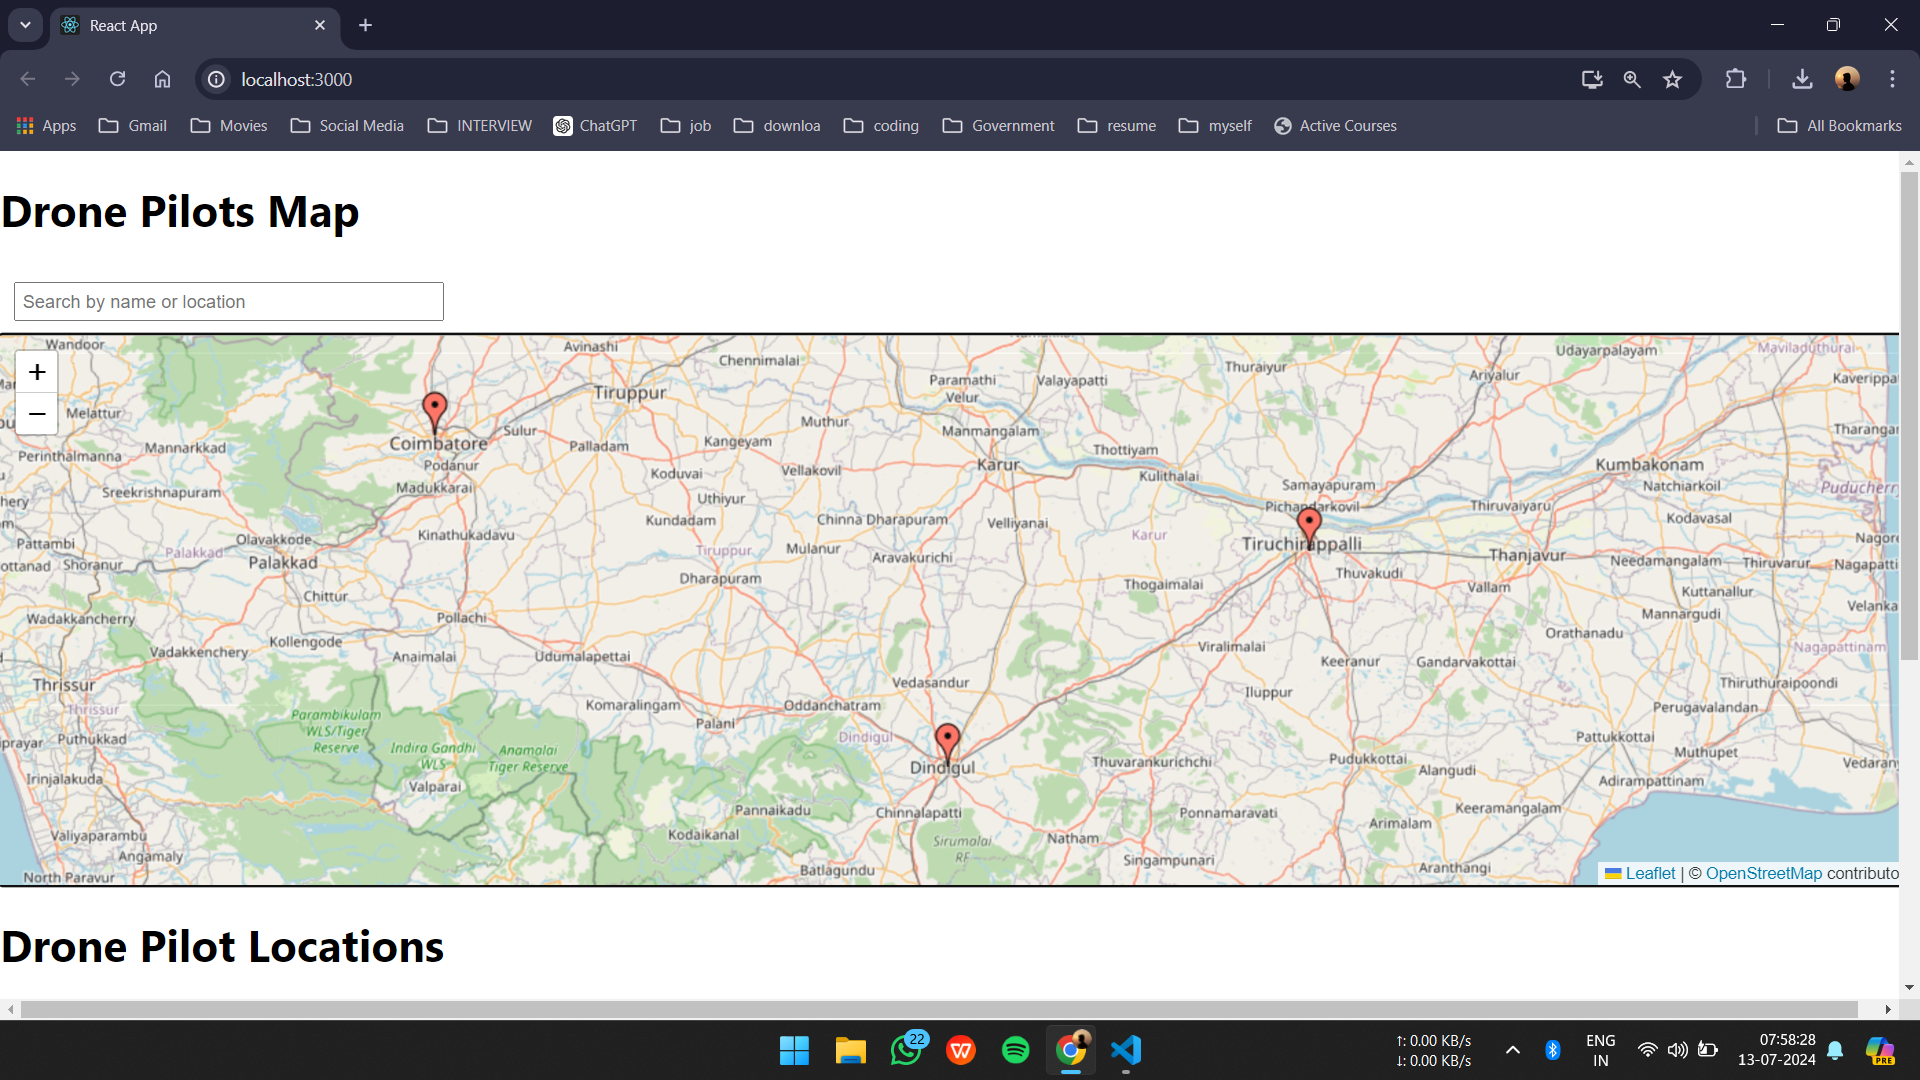 React App
localhost:3000
Apps Gmail Movies Social Media INTERVIEW ChatGPT job downloa coding Government resume myself Active Courses All Bookmarks
Drone Pilots Map
Search by name or location
+
−
Wandoor Avinashi Chennimalai Thuraiyur Udayarpalayam Mayiladuthurai
Tiruppur Paramathi Velur Valayapatti Ariyalur Kaverippa
Melattur Muthur Manmangalam Tharangar
Coimbatore Sulur Palladam Kangeyam Thottiyam
Perinthalmanna Mannarkkad Podanur Koduvai Vellakovil Karur Kulithalai Kumbakonam
Sreekrishnapuram Madukkarai Uthiyur Samayapuram Natchiarkoil Puducherry
hery Kundadam Chinna Dharapuram Velliyanai Pichandarkovil Thiruvaiyaru Kodavasal
Pattambi Olavakkode Palakkad Kinathukadavu Tiruppur Mulanur Aravakurichi Karur Tiruchirappalli Thanjavur Nagore
ottanad Shoranur Palakkad Dharapuram Thogaimalai Thuvakudi Vallam Needamangalam Thiruvarur Nagapatti
Chittur Kuttanallur
Wadakkancherry Pollachi Mannargudi Velanka
Vadakkenchery Kollengode Anaimalai Udumalapettai Viralimalai Keeranur Gandarvakottai Orathanadu Nagapattinam
Thrissur Vedasandur Iluppur Thiruthuraipoondi
Thrissur Parambikulam WLS/Tiger Reserve Komaralingam Palani Oddanchatram Perugavalandan
iprayar Puthukkad Indira Gandhi WLS Anamalai Tiger Reserve Dindigul Pattukkottai Muthupet
Irinjalakuda Valparai Dindigul Thuvarankurichchi Pudukkottai Alangudi Adirampattinam Vedaran
Pannaikadu Chinnalapatti Ponnamaravati Keeramangalam
Valiyaparambu Kodaikanal Sirumalai RF Natham Arimalam
Angamaly Batlagundu Singampunari Aranthangi
North Paravur
Leaflet | © OpenStreetMap contributo
Drone Pilot Locations
22
↑: 0.00 KB/s
↓: 0.00 KB/s
ENG
IN
07:58:28
13-07-2024
PRE